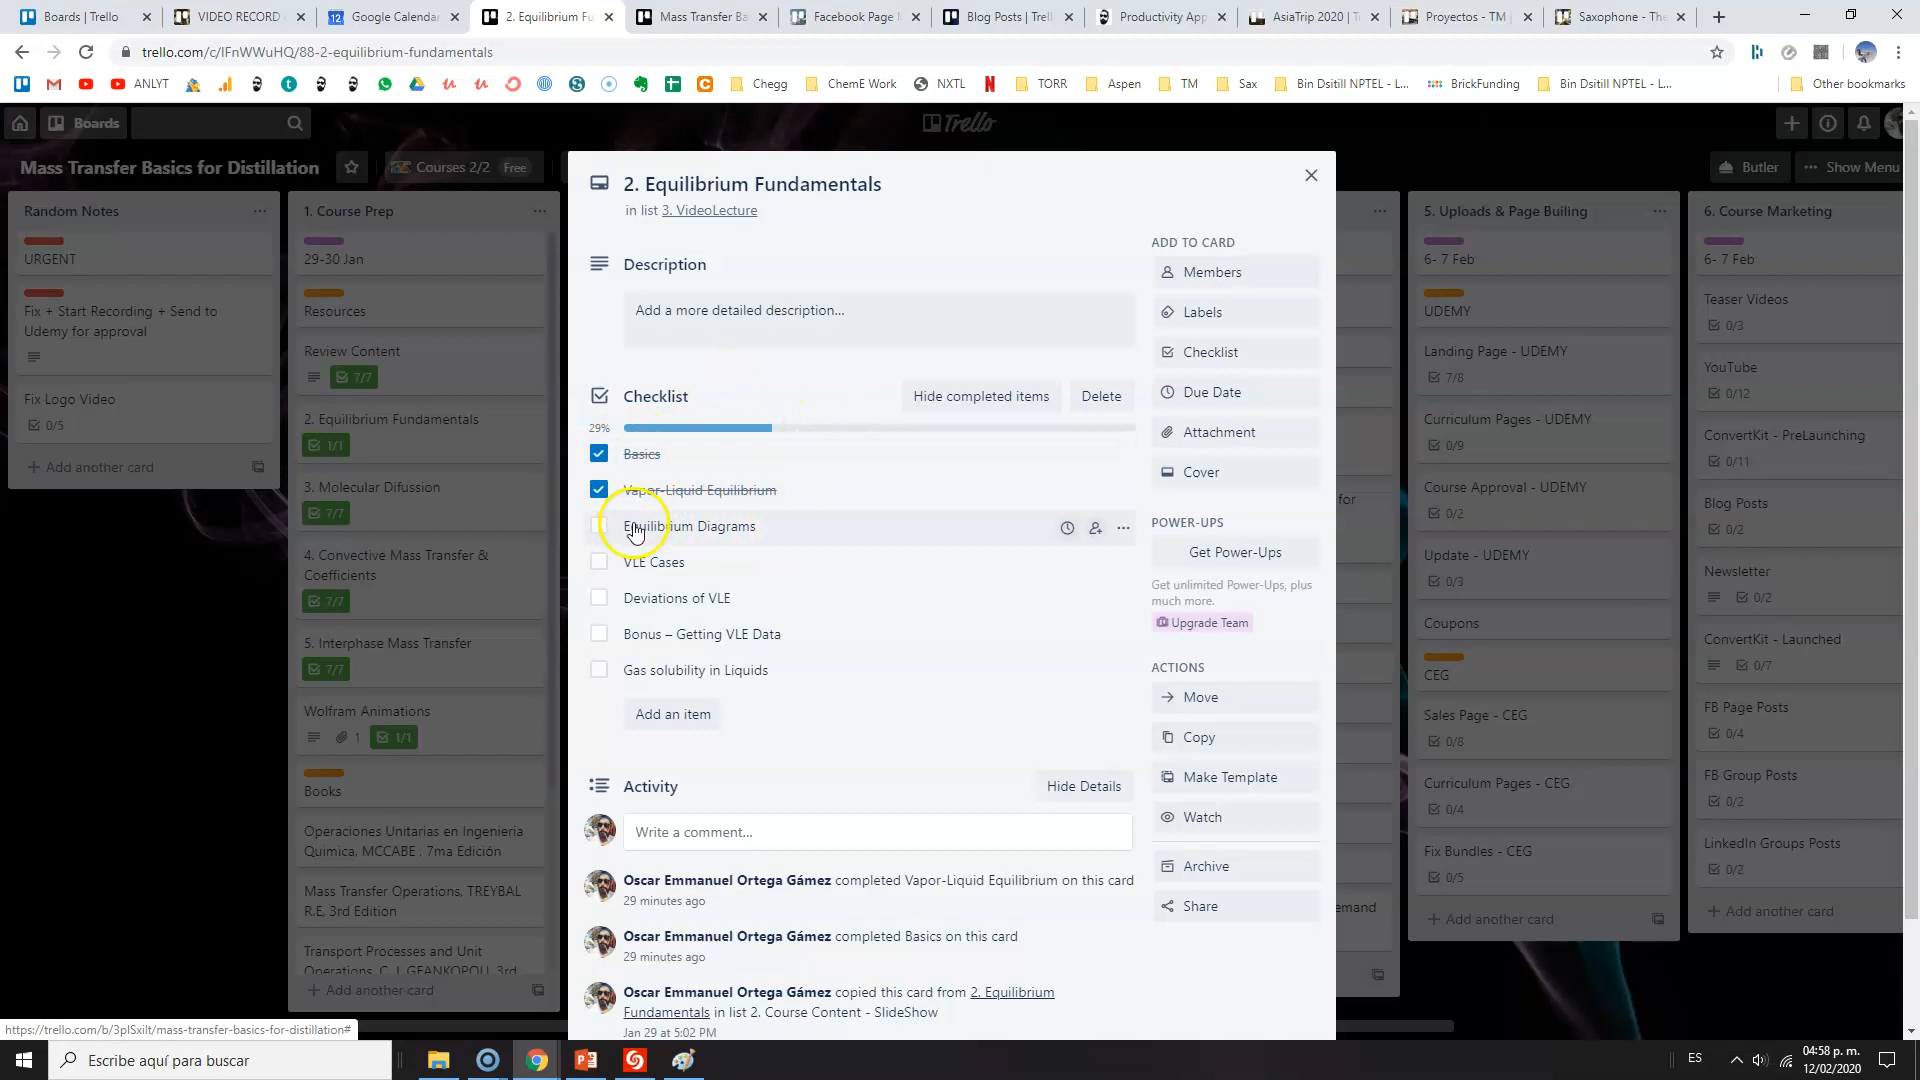 Boards | Trello
VIDEO RECORD
Google Calenda
2. Equilibrium Fu
Mass Transfer Ba
Facebook Page
Blog Posts | Trel
Productivity App
AsiaTrip 2020 | T
Proyectos - TM |
Saxophone - The
trello.com/c/lFnWWuHQ/88-2-equilibrium-fundamentals
ANLYT
Chegg
ChemE Work
NXTL
TORR
Aspen
TM
Sax
Bin Dsitill NPTEL - L...
BrickFunding
Bin Dsitill NPTEL - L...
Other bookmarks
Boards
Trello
Mass Transfer Basics for Distillation
Courses 2/2
Free
Butler
Show Menu
Random Notes
URGENT
Fix + Start Recording + Send to
Udemy for approval
Fix Logo Video
0/5
+ Add another card
1. Course Prep
29-30 Jan
Resources
Review Content
7/7
2. Equilibrium Fundamentals
1/1
3. Molecular Difussion
7/7
4. Convective Mass Transfer &
Coefficients
7/7
5. Interphase Mass Transfer
7/7
Wolfram Animations
1
1/1
Books
Operaciones Unitarias en Ingenieria
Quimica, MCCABE . 7ma Edición
Mass Transfer Operations, TREYBAL
R.E, 3rd Edition
Transport Processes and Unit
Operations, C. J. GEANKOPOLI, 3rd
+ Add another card
2. Equilibrium Fundamentals
in list 3. VideoLecture
Description
Add a more detailed description...
Checklist
Hide completed items
Delete
29%
Basics
Vapor-Liquid Equilibrium
Equilibrium Diagrams
VLE Cases
Deviations of VLE
Bonus – Getting VLE Data
Gas solubility in Liquids
Add an item
Activity
Hide Details
Write a comment...
Oscar Emmanuel Ortega Gámez completed Vapor-Liquid Equilibrium on this card
29 minutes ago
Oscar Emmanuel Ortega Gámez completed Basics on this card
29 minutes ago
Oscar Emmanuel Ortega Gámez copied this card from 2. Equilibrium
Fundamentals in list 2. Course Content - SlideShow
Jan 29 at 5:02 PM
ADD TO CARD
Members
Labels
Checklist
Due Date
Attachment
Cover
POWER-UPS
Get Power-Ups
Get unlimited Power-Ups, plus
much more.
Upgrade Team
ACTIONS
Move
Copy
Make Template
Watch
Archive
Share
for
emand
5. Uploads & Page Builing
6- 7 Feb
UDEMY
Landing Page - UDEMY
7/8
Curriculum Pages - UDEMY
0/9
Course Approval - UDEMY
0/2
Update - UDEMY
0/3
Coupons
CEG
Sales Page - CEG
0/8
Curriculum Pages - CEG
0/4
Fix Bundles - CEG
0/5
+ Add another card
6. Course Marketing
6- 7 Feb
Teaser Videos
0/3
YouTube
0/12
ConvertKit - PreLaunching
0/11
Blog Posts
0/2
Newsletter
0/2
ConvertKit - Launched
0/7
FB Page Posts
0/4
FB Group Posts
0/2
LinkedIn Groups Posts
0/2
+ Add another card
https://trello.com/b/3plSxilt/mass-transfer-basics-for-distillation#
Escribe aquí para buscar
ES
04:58 p. m.
12/02/2020